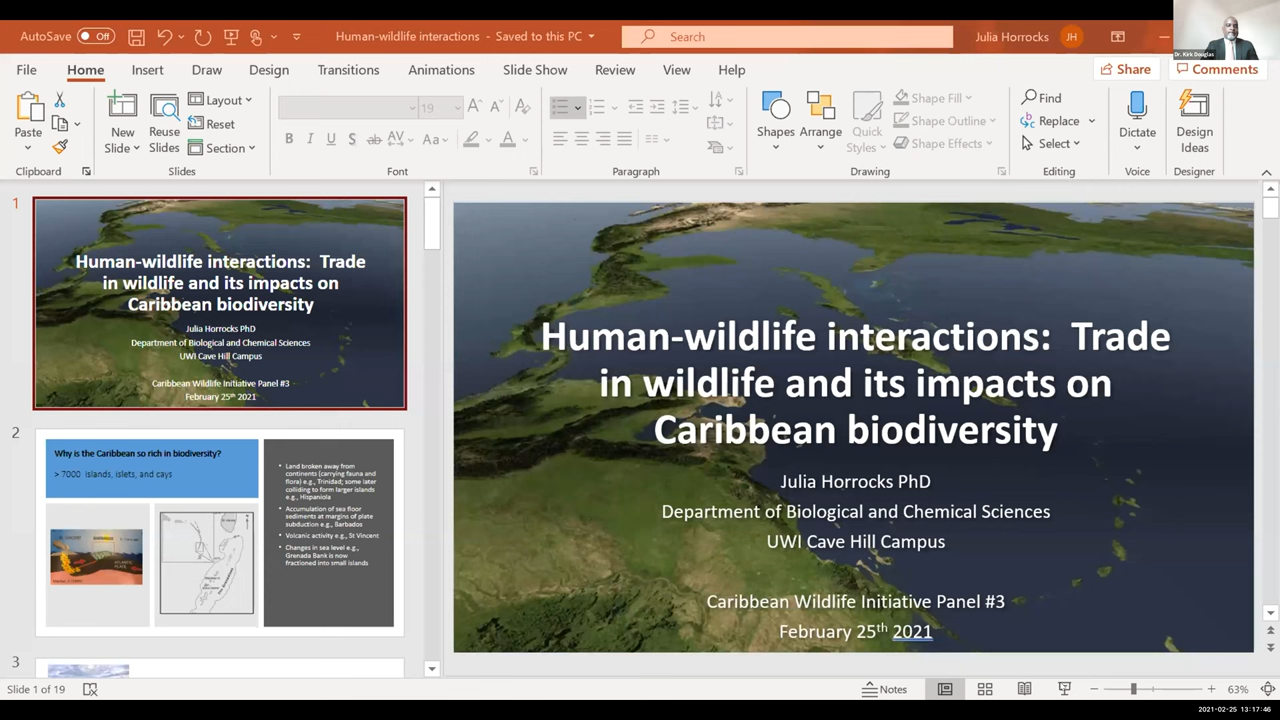 AutoSave Off Human-wildlife interactions - Saved to this PC Search Julia Horrocks JH
Dr. Kirk Douglas
File Home Insert Draw Design Transitions Animations Slide Show Review View Help Share Comments
Paste
Clipboard
New Slide
Reuse Slides
Layout
Reset
Section
Slides
19
Font
Paragraph
Shapes
Arrange
Quick Styles
Shape Fill
Shape Outline
Shape Effects
Drawing
Find
Replace
Select
Editing
Dictate
Voice
Design Ideas
Designer
1
Human-wildlife interactions: Trade
in wildlife and its impacts on
Caribbean biodiversity
Julia Horrocks PhD
Department of Biological and Chemical Sciences
UWI Cave Hill Campus
Caribbean Wildlife Initiative Panel #3
February 25th 2021
2
Why is the Caribbean so rich in biodiversity?
> 7000 islands, islets, and cays
Land broken away from
continents (carrying fauna and
flora) e.g., Trinidad; some later
colliding to form larger islands
e.g., Hispaniola
Accumulation of sea floor
sediments at margins of plate
subduction e.g., Barbados
Volcanic activity e.g., St Vincent
Changes in sea level e.g.,
Grenada Bank is now
fractioned into small islands
3
Human-wildlife interactions: Trade
in wildlife and its impacts on
Caribbean biodiversity
Julia Horrocks PhD
Department of Biological and Chemical Sciences
UWI Cave Hill Campus
Caribbean Wildlife Initiative Panel #3
February 25th 2021
Slide 1 of 19 Notes 63%
2021-02-25 13:17:46